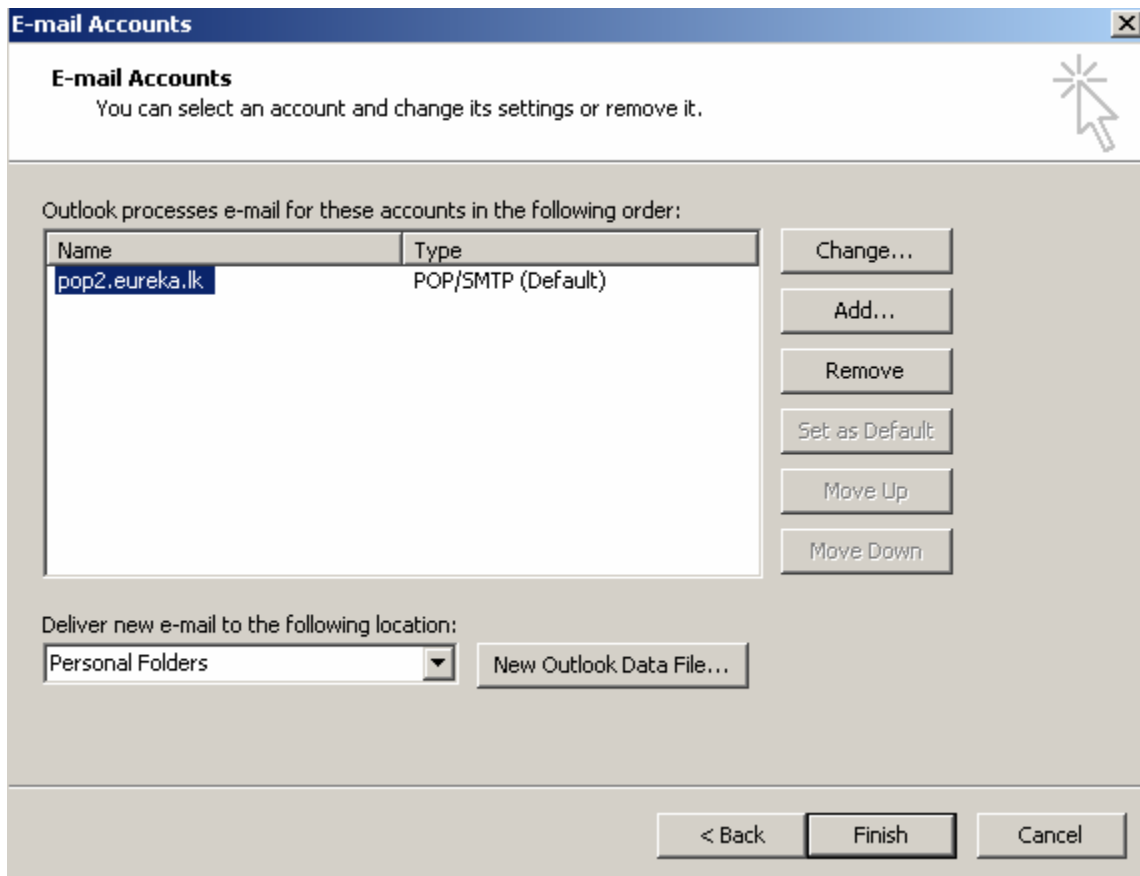 E-mail Accounts
E-mail Accounts
You can select an account and change its settings or remove it.
Outlook processes e-mail for these accounts in the following order:
Name Type
pop2.eureka.lk POP/SMTP (Default)
Change...
Add...
Remove
Set as Default
Move Up
Move Down
Deliver new e-mail to the following location:
Personal Folders New Outlook Data File...
< Back Finish Cancel